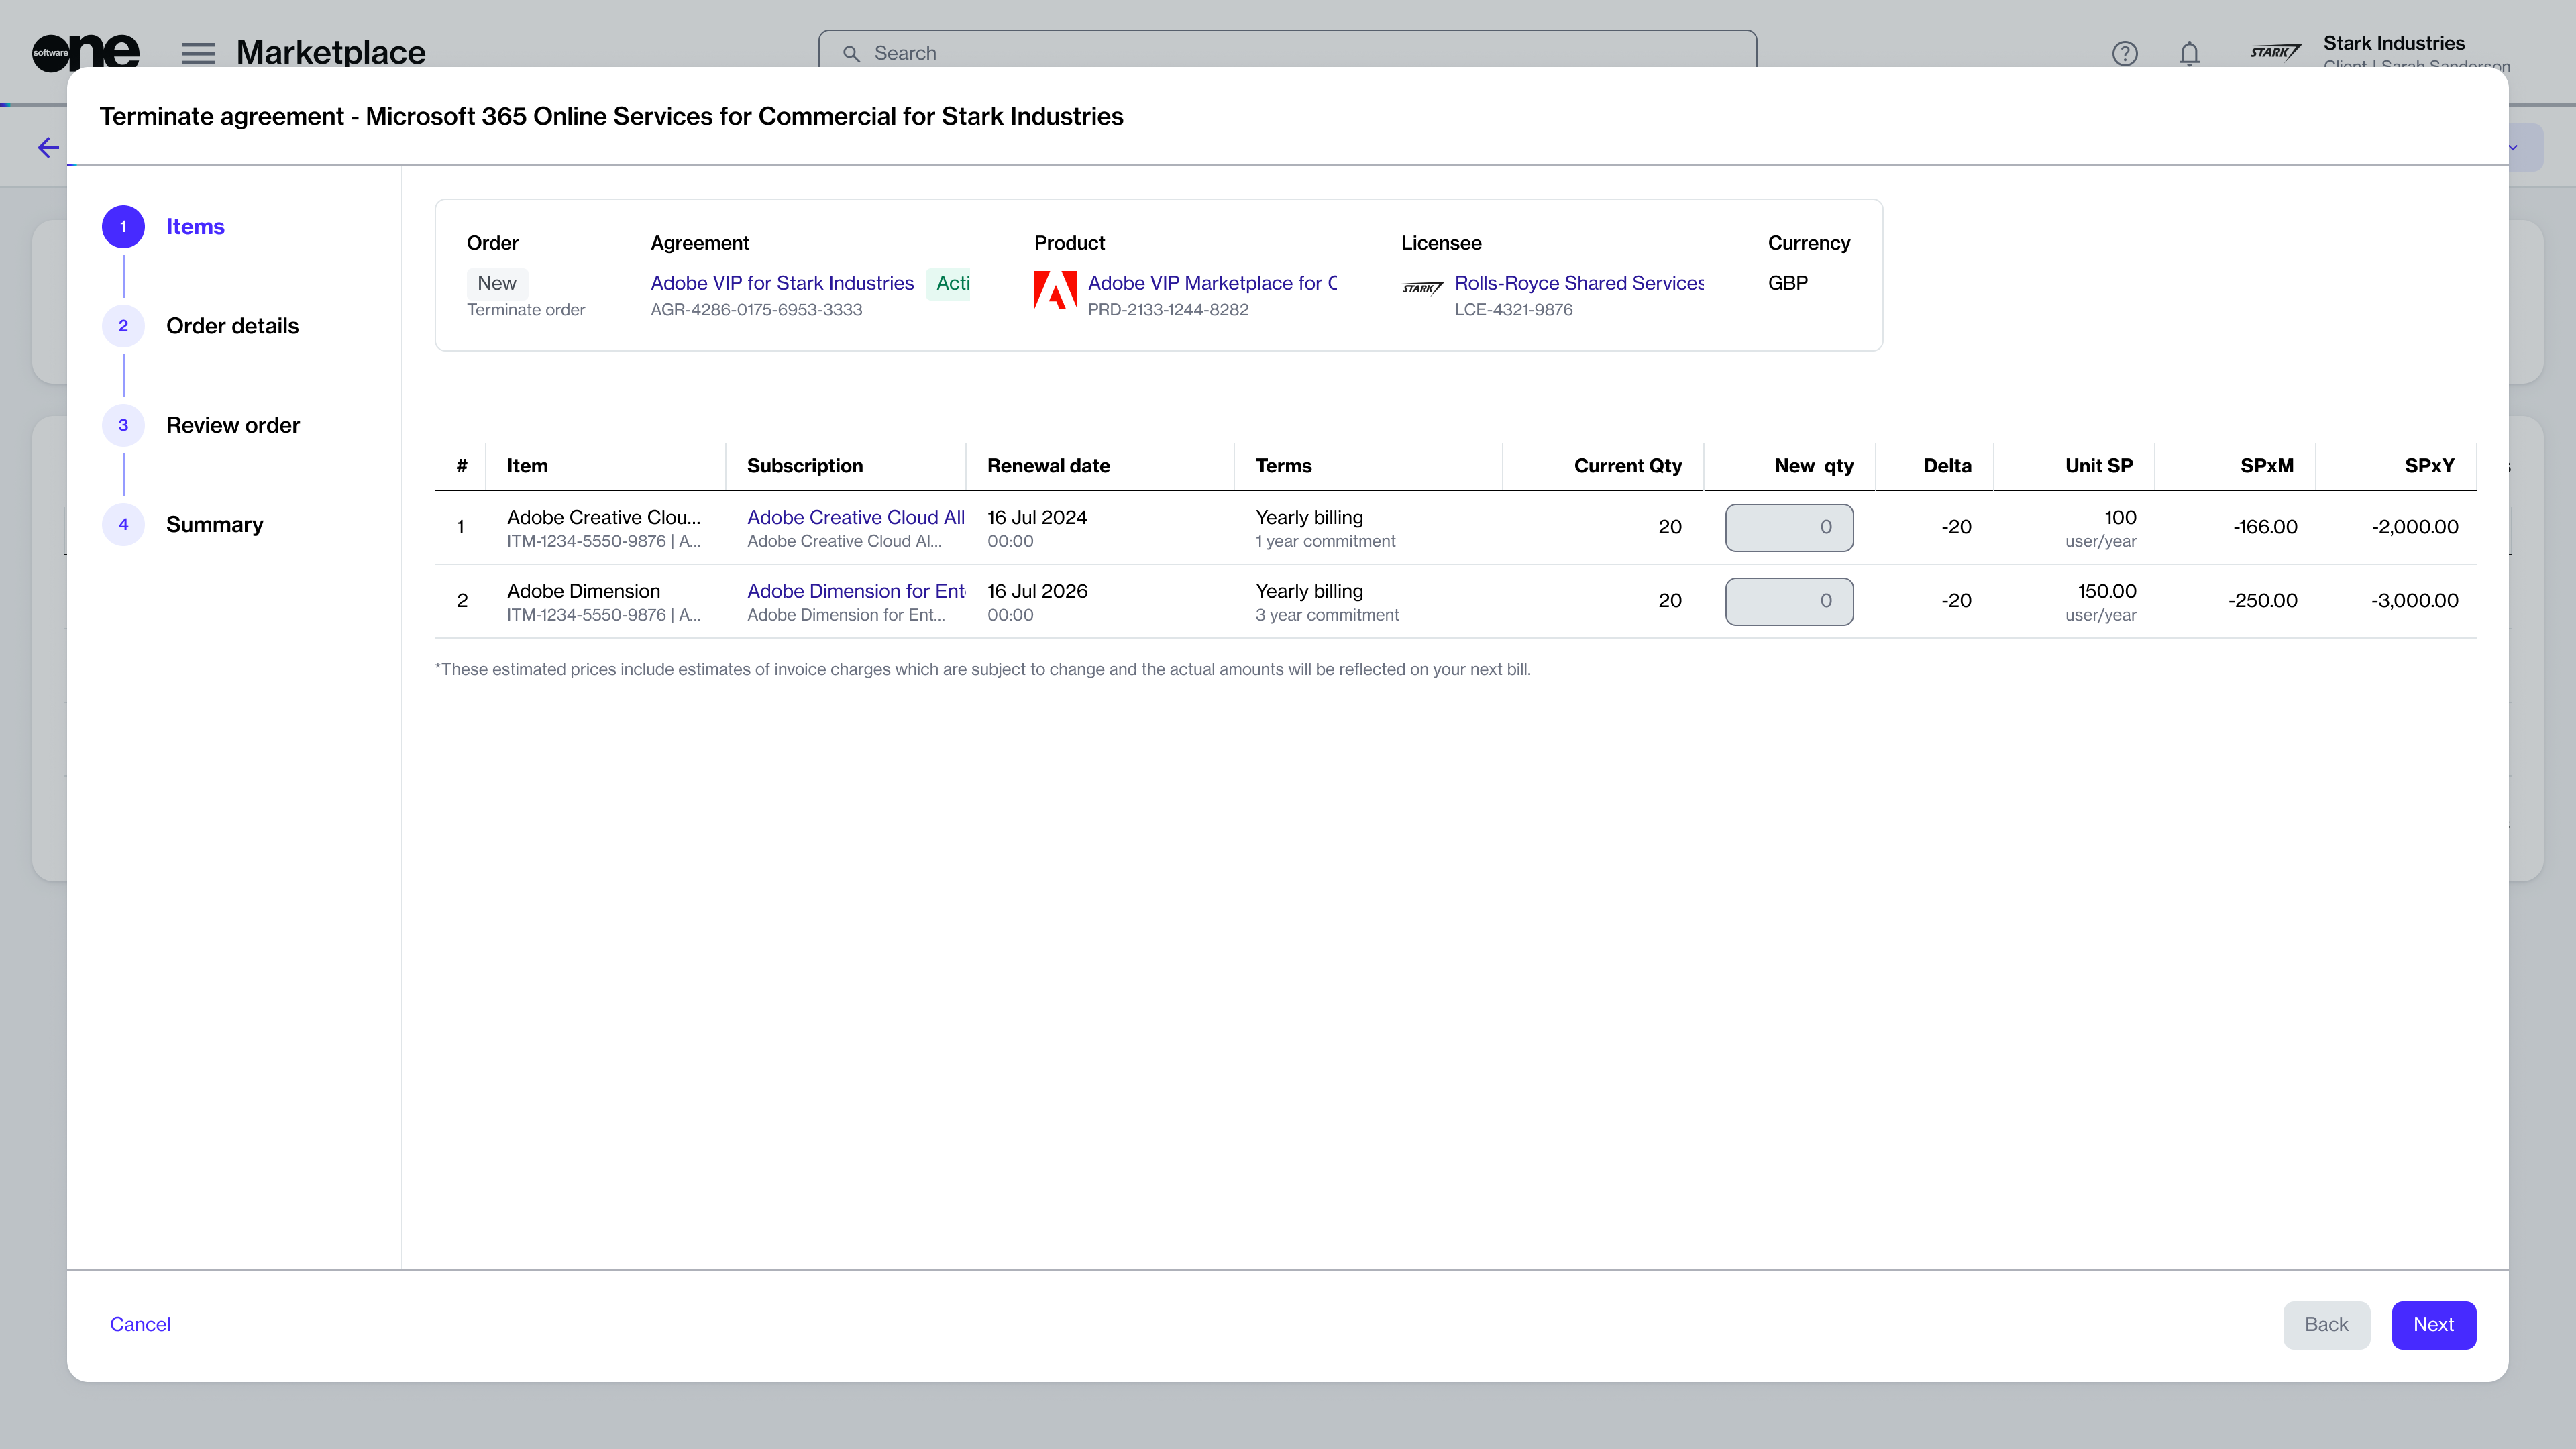 software one
Marketplace
Search
Stark Industries
Client | Sarah Sanderson
STARK
Terminate agreement - Microsoft 365 Online Services for Commercial for Stark Industries
1 Items
2 Order details
3 Review order
4 Summary
Order Agreement Product Licensee Currency
New Adobe VIP for Stark Industries Acti Adobe VIP Marketplace for C STARK Rolls-Royce Shared Services GBP
Terminate order AGR-4286-0175-6953-3333 PRD-2133-1244-8282 LCE-4321-9876
# Item Subscription Renewal date Terms Current Qty New qty Delta Unit SP SPxM SPxY
1 Adobe Creative Clou... Adobe Creative Cloud All 16 Jul 2024 Yearly billing 20 0 -20 100 -166.00 -2,000.00
ITM-1234-5550-9876 | A... Adobe Creative Cloud Al... 00:00 1 year commitment user/year
2 Adobe Dimension Adobe Dimension for Ent 16 Jul 2026 Yearly billing 20 0 -20 150.00 -250.00 -3,000.00
ITM-1234-5550-9876 | A... Adobe Dimension for Ent... 00:00 3 year commitment user/year
*These estimated prices include estimates of invoice charges which are subject to change and the actual amounts will be reflected on your next bill.
Cancel Back Next